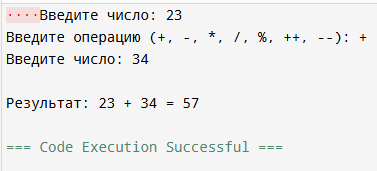 ····Введите число: 23
Введите операцию (+, -, *, /, %, ++, --): +
Введите число: 34
Результат: 23 + 34 = 57
=== Code Execution Successful ===